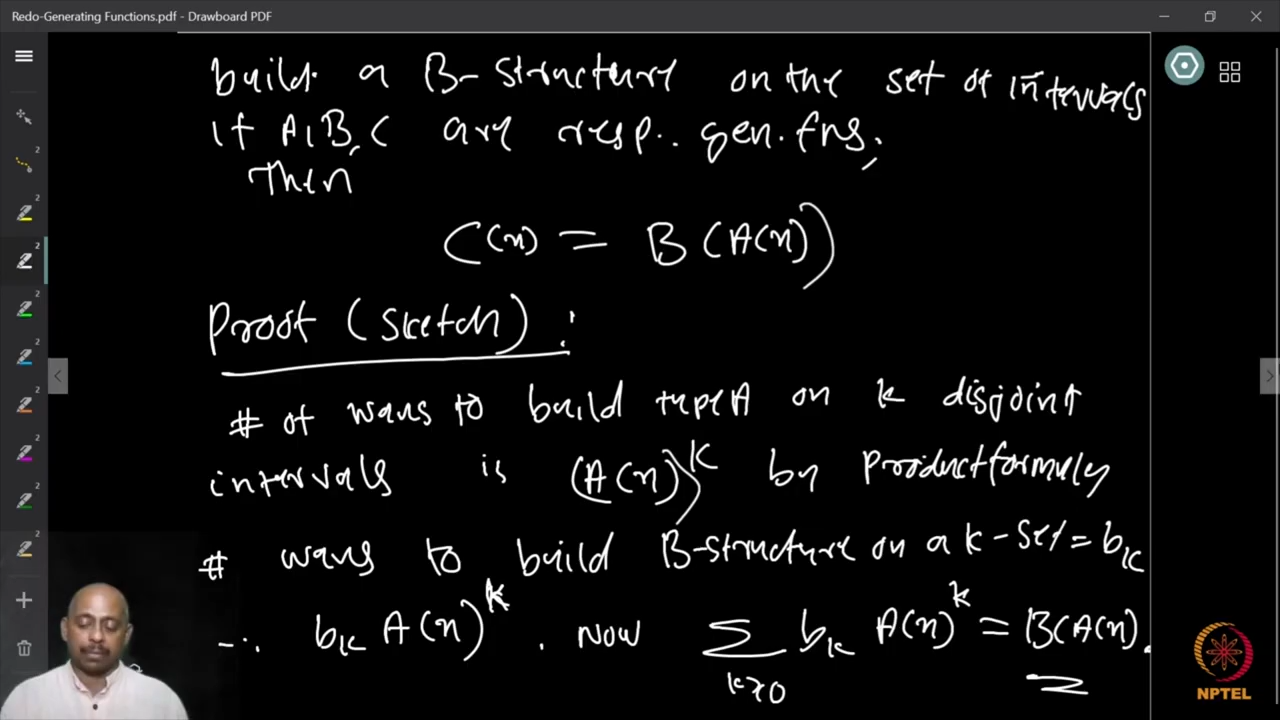 Redo-Generating Functions.pdf - Drawboard PDF
build a B-structure on the set of intervals
If A, B, C are resp. gen. fns,
Then
C(x) = B(A(x))
Proof (sketch) :
# of ways to build type A on k disjoint
intervals is (A(x))^k by product formula
# ways to build B-structure on a k-set = b_k
∴ b_k A(x)^k. Now ∑_{k≥0} b_k A(x)^k = B(A(x).
NPTEL